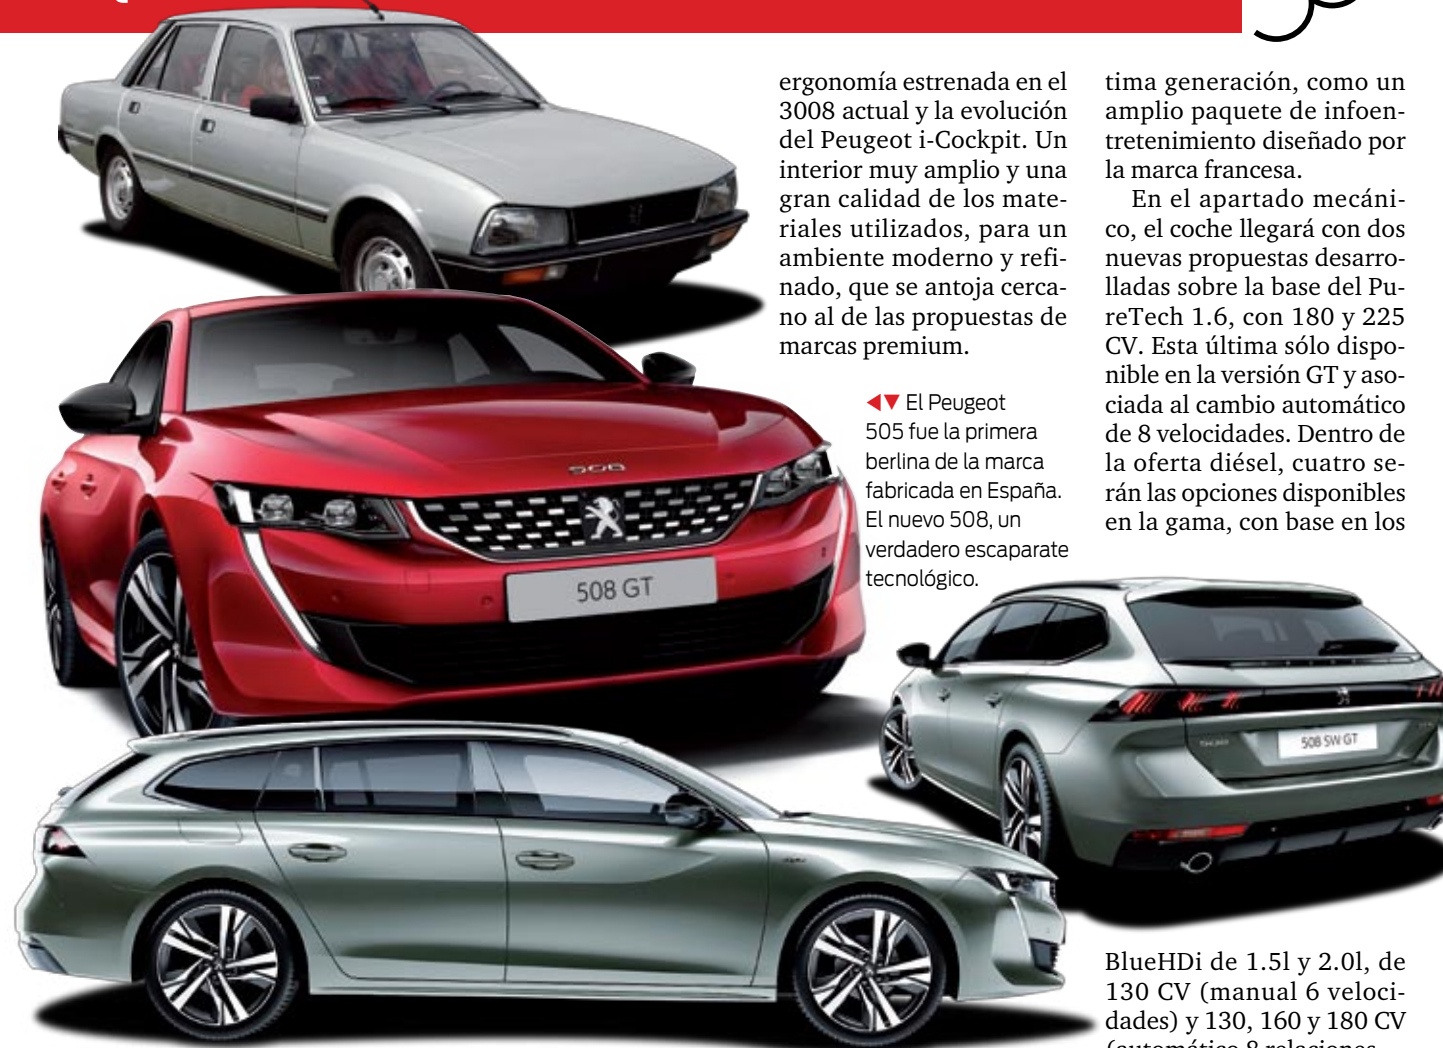 ergonomía estrenada en el
3008 actual y la evolución
del Peugeot i-Cockpit. Un
interior muy amplio y una
gran calidad de los mate-
riales utilizados, para un
ambiente moderno y refi-
nado, que se antoja cerca-
no al de las propuestas de
marcas premium.
El Peugeot
505 fue la primera
berlina de la marca
fabricada en España.
El nuevo 508, un
verdadero escaparate
tecnológico.
tima generación, como un
amplio paquete de infoen-
tretenimiento diseñado por
la marca francesa.
En el apartado mecáni-
co, el coche llegará con dos
nuevas propuestas desarro-
lladas sobre la base del Pu-
reTech 1.6, con 180 y 225
CV. Esta última sólo dispo-
nible en la versión GT y aso-
ciada al cambio automático
de 8 velocidades. Dentro de
la oferta diésel, cuatro se-
rán las opciones disponibles
en la gama, con base en los
BlueHDi de 1.5l y 2.0l, de
130 CV (manual 6 veloci-
dades) y 130, 160 y 180 CV
(automático 8 relaciones
508
508 GT
508 SW GT